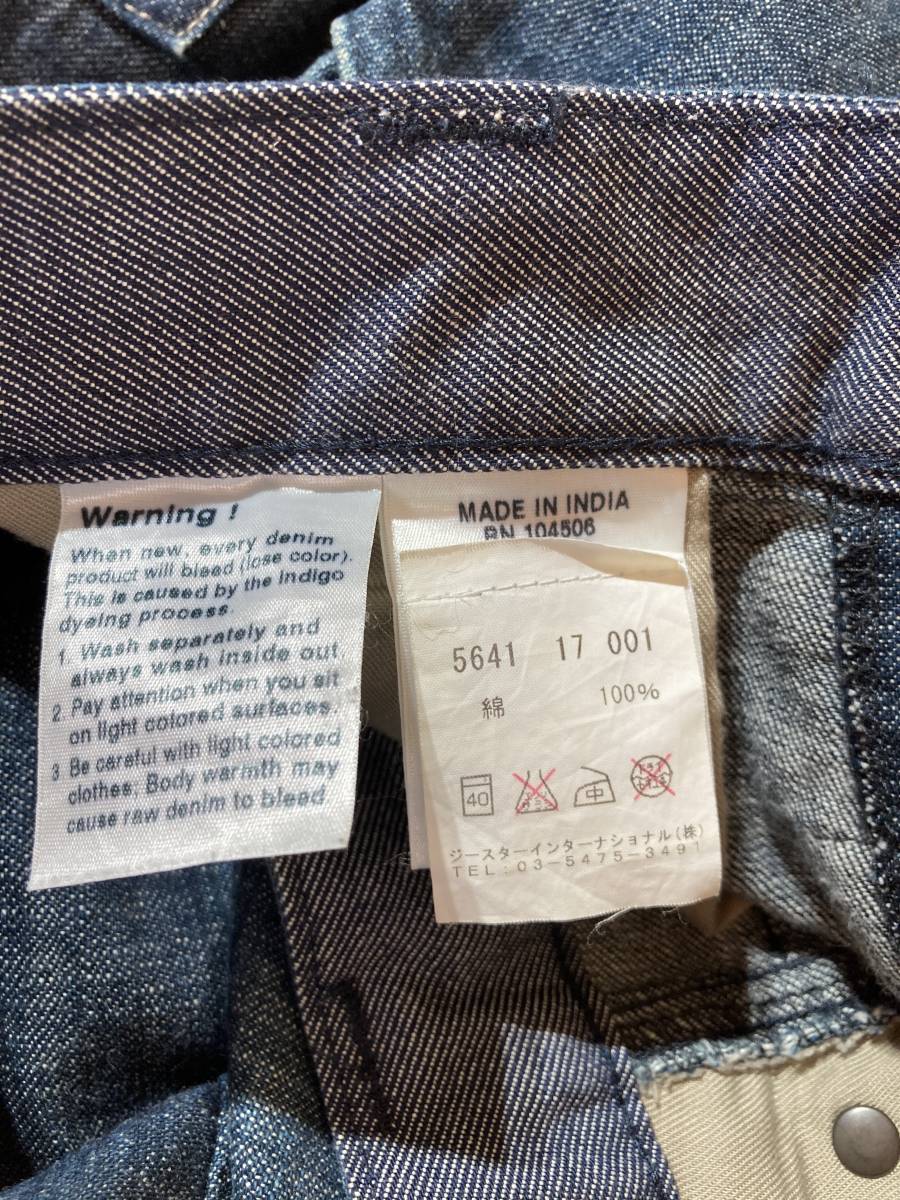 Warning !
When new, every denim
product will bleed (lose color).
This is caused by the indigo
dyeing process.
1. Wash separately and
always wash inside out.
2. Pay attention when you sit
on light colored surfaces.
3 Be careful with light colored
clothes. Body warmth may
cause raw denim to bleed.
MADE IN INDIA
RN 104506
5641 17 001
綿 100%
40 中
ジースターインターナショナル(株)
TEL:03-5475-3491